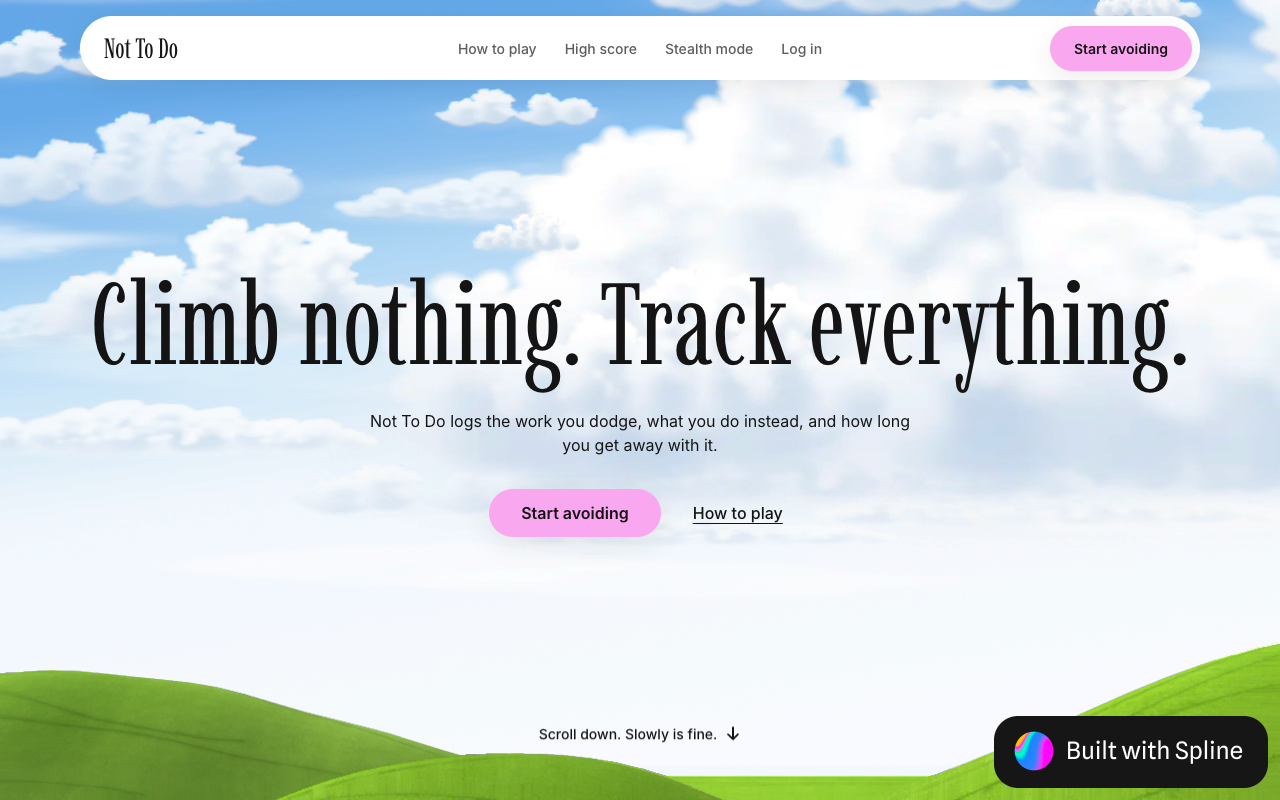 Not To Do
How to play
High score
Stealth mode
Log in
Start avoiding
Climb nothing. Track everything.
Not To Do logs the work you dodge, what you do instead, and how long
you get away with it.
Start avoiding
How to play
Scroll down. Slowly is fine.
Built with Spline